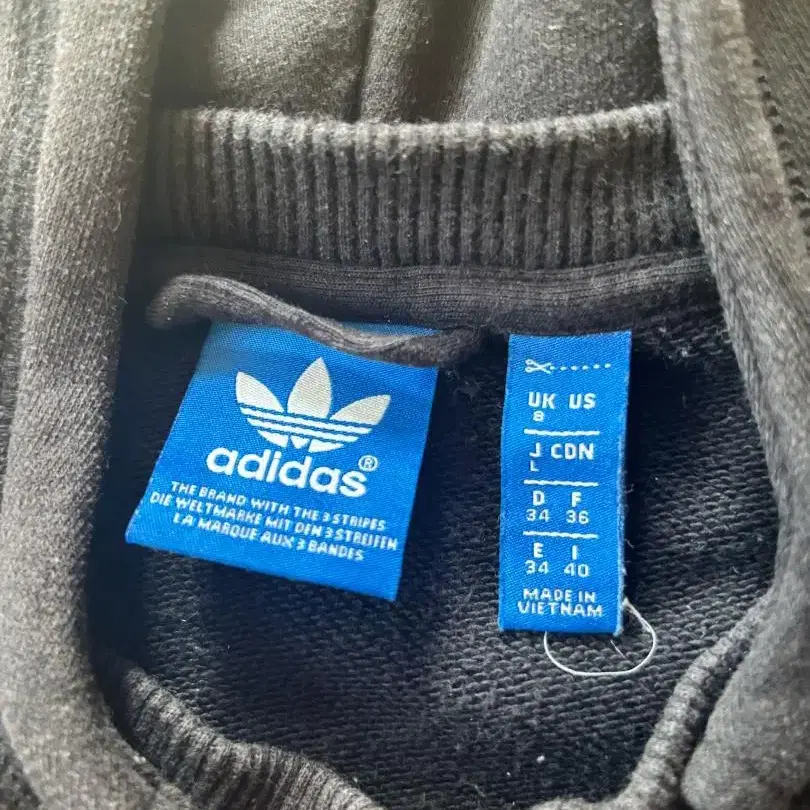 adidas®
THE BRAND WITH THE 3 STRIPES
DIE WELTMARKE MIT DEN 3 STREIFEN
LA MARQUE AUX 3 BANDES
UK US
8
J CDN
L
D F
34 36
E I
34 40
MADE IN
VIETNAM